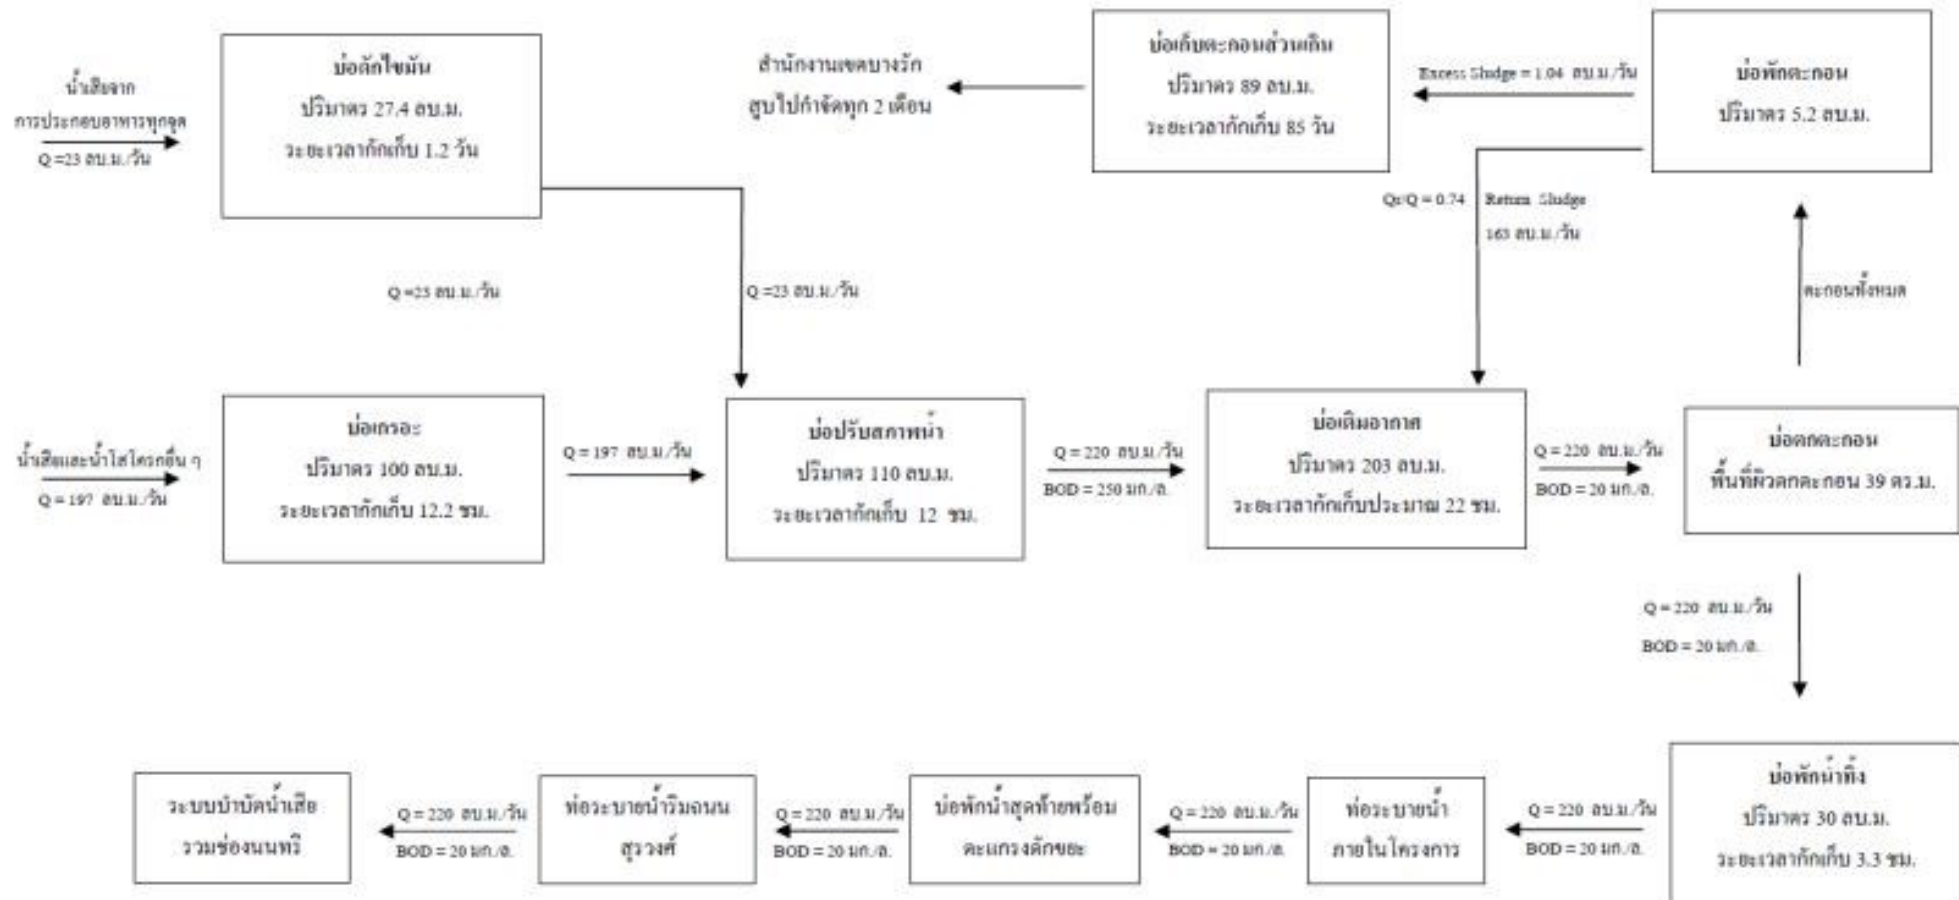 น้ำเสียจาก
การประกอบอาหารทุกจุด
Q =23 ลบ.ม./วัน
บ่อดักไขมัน
ปริมาตร 27.4 ลบ.ม.
ระยะเวลากักเก็บ 1.2 วัน
สำนักงานเขตบางรัก
สูบไปกำจัดทุก 2 เดือน
บ่อเก็บตะกอนส่วนเกิน
ปริมาตร 89 ลบ.ม.
ระยะเวลากักเก็บ 85 วัน
Excess Sludge = 1.04 ลบ.ม./วัน
บ่อพักตะกอน
ปริมาตร 5.2 ลบ.ม.
Qr/Q = 0.74
Return Sludge
163 ลบ.ม./วัน
Q =23 ลบ.ม./วัน
Q =23 ลบ.ม./วัน
ตะกอนทั้งหมด
น้ำเสียและน้ำโสโครกอื่น ๆ
Q = 197 ลบ.ม./วัน
บ่อเกรอะ
ปริมาตร 100 ลบ.ม.
ระยะเวลากักเก็บ 12.2 ชม.
Q = 197 ลบ.ม./วัน
บ่อปรับสภาพน้ำ
ปริมาตร 110 ลบ.ม.
ระยะเวลากักเก็บ 12 ชม.
Q = 220 ลบ.ม./วัน
BOD = 250 มก./ล.
บ่อเติมอากาศ
ปริมาตร 203 ลบ.ม.
ระยะเวลากักเก็บประมาณ 22 ชม.
Q = 220 ลบ.ม./วัน
BOD = 20 มก./ล.
บ่อตกตะกอน
พื้นที่ผิวตกตะกอน 39 ตร.ม.
Q = 220 ลบ.ม./วัน
BOD = 20 มก./ล.
ระบบบำบัดน้ำเสีย
รวมช่องนนทรี
Q = 220 ลบ.ม./วัน
BOD = 20 มก./ล.
ท่อระบายน้ำริมถนน
สุรวงศ์
Q = 220 ลบ.ม./วัน
BOD = 20 มก./ล.
บ่อพักน้ำสุดท้ายพร้อม
ตะแกรงดักขยะ
Q = 220 ลบ.ม./วัน
BOD = 20 มก./ล.
ท่อระบายน้ำ
ภายในโครงการ
Q = 220 ลบ.ม./วัน
BOD = 20 มก./ล.
บ่อพักน้ำทิ้ง
ปริมาตร 30 ลบ.ม.
ระยะเวลากักเก็บ 3.3 ชม.